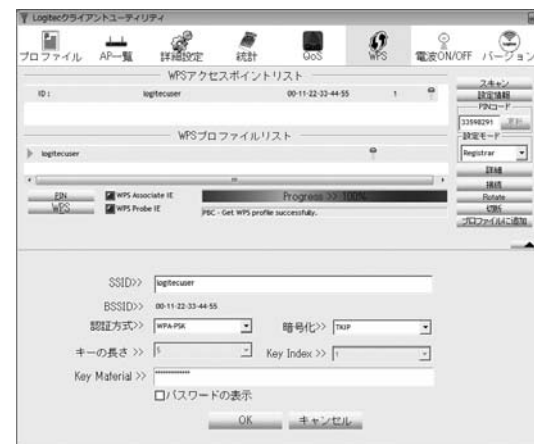 Logitecクライアントユーティリティ
プロファイル AP一覧 詳細設定 統計 QoS WPS 電波ON/OFF バージョン
WPSアクセスポイントリスト
ID : logitecuser 00-11-22-33-44-55 1
スキャン
設定情報
PINコード
33598291 更新
WPSプロファイルリスト
設定モード
logitecuser
Registrar
詳細
接続
Rotate
切断
プロファイルに追加
PIN WPS Associate IE Progress >> 100%
WPS WPS Probe IE PBC - Get WPS profile successfully.
SSID>> logitecuser
BSSID>> 00-11-22-33-44-55
認証方式>> WPA-PSK 暗号化>> TKIP
キーの長さ >> 5 Key Index >> 1
Key Material >> ************
パスワードの表示
OK キャンセル